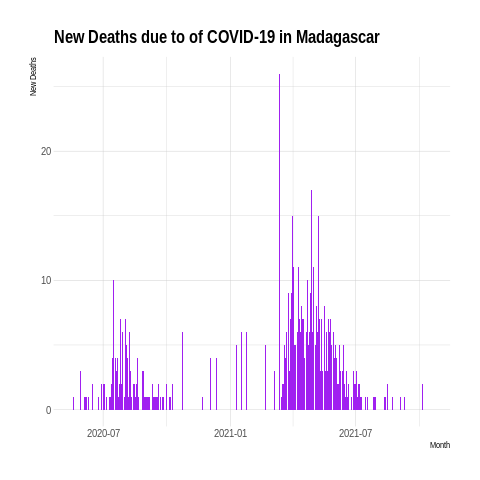 New Deaths due to of COVID-19 in Madagascar
New Deaths
20
10
0
2020-07
2021-01
2021-07
Month